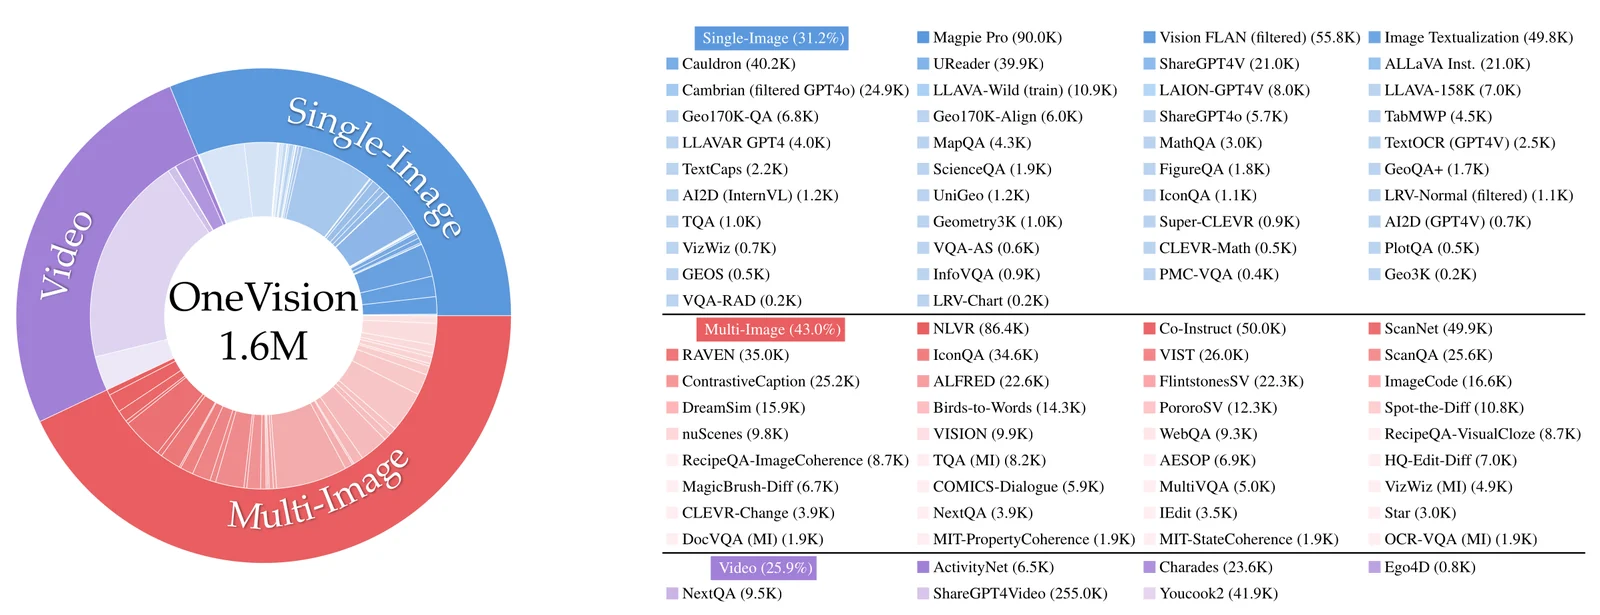 Single-Image
Video
OneVision
1.6M
Multi-Image
Single-Image (31.2%) Magpie Pro (90.0K) Vision FLAN (filtered) (55.8K) Image Textualization (49.8K)
Cauldron (40.2K) UReader (39.9K) ShareGPT4V (21.0K) ALLaVA Inst. (21.0K)
Cambrian (filtered GPT4o) (24.9K) LLAVA-Wild (train) (10.9K) LAION-GPT4V (8.0K) LLAVA-158K (7.0K)
Geo170K-QA (6.8K) Geo170K-Align (6.0K) ShareGPT4o (5.7K) TabMWP (4.5K)
LLAVAR GPT4 (4.0K) MapQA (4.3K) MathQA (3.0K) TextOCR (GPT4V) (2.5K)
TextCaps (2.2K) ScienceQA (1.9K) FigureQA (1.8K) GeoQA+ (1.7K)
AI2D (InternVL) (1.2K) UniGeo (1.2K) IconQA (1.1K) LRV-Normal (filtered) (1.1K)
TQA (1.0K) Geometry3K (1.0K) Super-CLEVR (0.9K) AI2D (GPT4V) (0.7K)
VizWiz (0.7K) VQA-AS (0.6K) CLEVR-Math (0.5K) PlotQA (0.5K)
GEOS (0.5K) InfoVQA (0.9K) PMC-VQA (0.4K) Geo3K (0.2K)
VQA-RAD (0.2K) LRV-Chart (0.2K)
Multi-Image (43.0%) NLVR (86.4K) Co-Instruct (50.0K) ScanNet (49.9K)
RAVEN (35.0K) IconQA (34.6K) VIST (26.0K) ScanQA (25.6K)
ContrastiveCaption (25.2K) ALFRED (22.6K) FlintstonesSV (22.3K) ImageCode (16.6K)
DreamSim (15.9K) Birds-to-Words (14.3K) PororoSV (12.3K) Spot-the-Diff (10.8K)
nuScenes (9.8K) VISION (9.9K) WebQA (9.3K) RecipeQA-VisualCloze (8.7K)
RecipeQA-ImageCoherence (8.7K) TQA (MI) (8.2K) AESOP (6.9K) HQ-Edit-Diff (7.0K)
MagicBrush-Diff (6.7K) COMICS-Dialogue (5.9K) MultiVQA (5.0K) VizWiz (MI) (4.9K)
CLEVR-Change (3.9K) NextQA (3.9K) IEdit (3.5K) Star (3.0K)
DocVQA (MI) (1.9K) MIT-PropertyCoherence (1.9K) MIT-StateCoherence (1.9K) OCR-VQA (MI) (1.9K)
Video (25.9%) ActivityNet (6.5K) Charades (23.6K) Ego4D (0.8K)
NextQA (9.5K) ShareGPT4Video (255.0K) Youcook2 (41.9K)